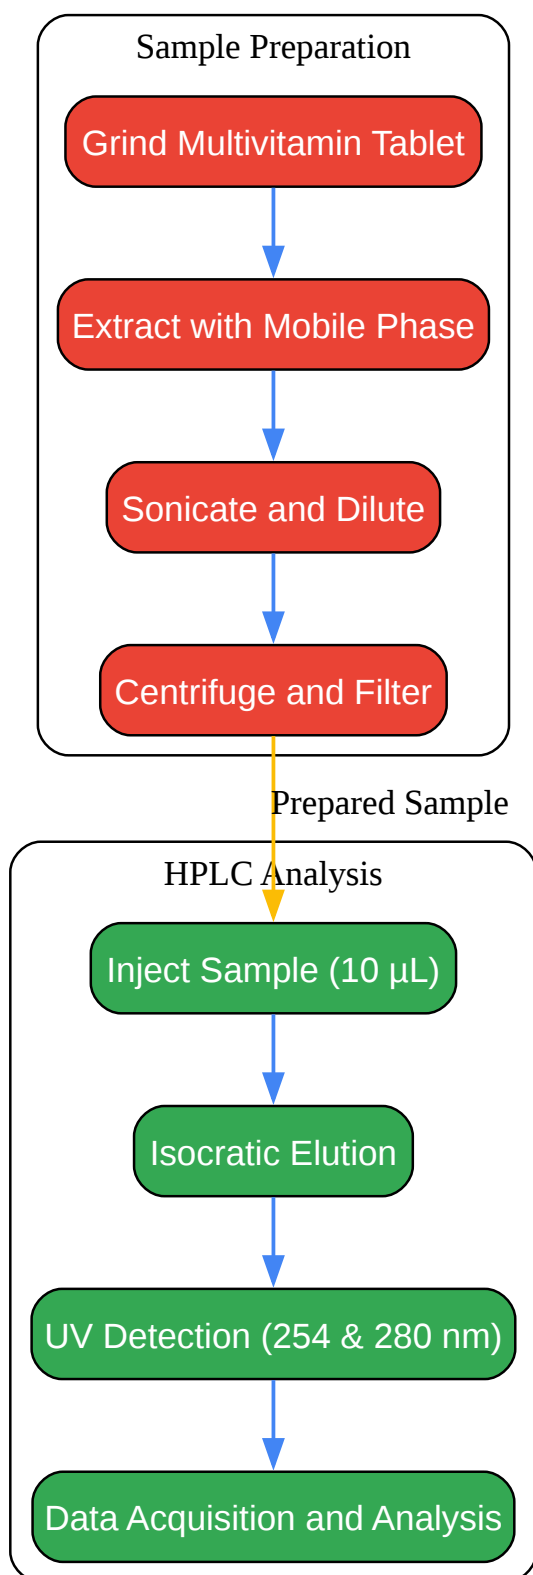 Sample Preparation
Grind Multivitamin Tablet
Extract with Mobile Phase
Sonicate and Dilute
Centrifuge and Filter
Prepared Sample
HPLC Analysis
Inject Sample (10 µL)
Isocratic Elution
UV Detection (254 & 280 nm)
Data Acquisition and Analysis